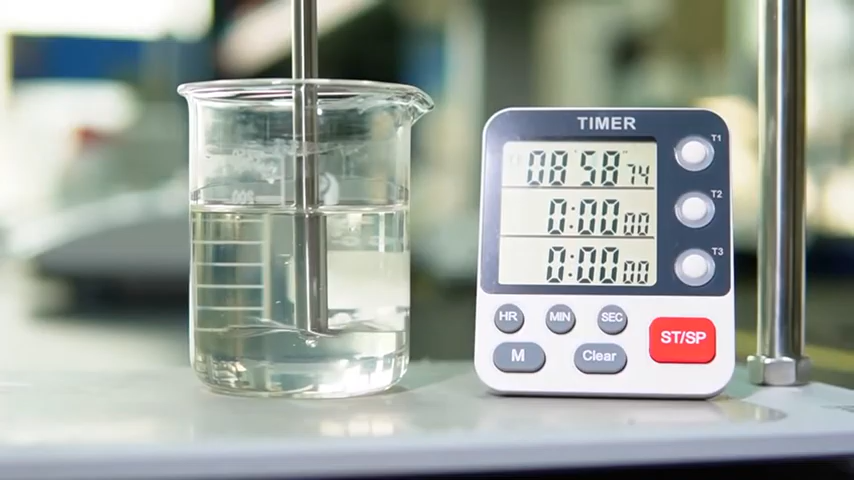 TIMER
T1
08 58 74
T2
0:00 00
T3
0:00 00
HR MIN SEC
ST/SP
M Clear